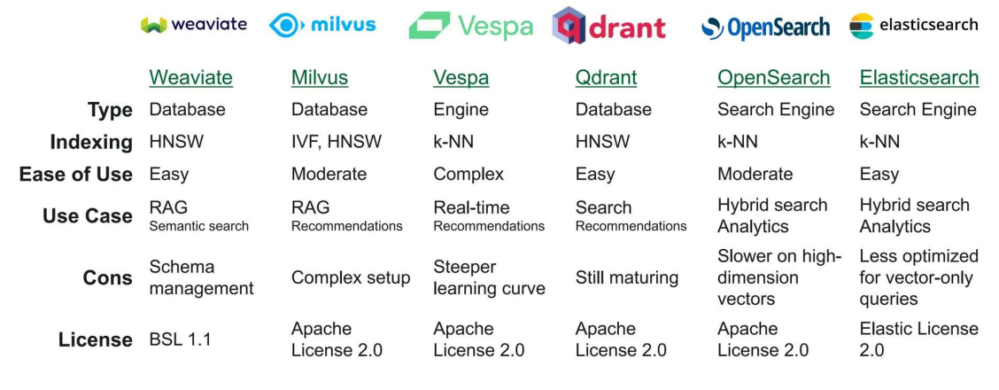 weaviate milvus Vespa qdrant OpenSearch elasticsearch
Weaviate Milvus Vespa Qdrant OpenSearch Elasticsearch
Type Database Database Engine Database Search Engine Search Engine
Indexing HNSW IVF, HNSW k-NN HNSW k-NN k-NN
Ease of Use Easy Moderate Complex Easy Moderate Easy
Use Case RAG Semantic search RAG Recommendations Real-time Recommendations Search Recommendations Hybrid search Analytics Hybrid search Analytics
Cons Schema management Complex setup Steeper learning curve Still maturing Slower on high-dimension vectors Less optimized for vector-only queries
License BSL 1.1 Apache License 2.0 Apache License 2.0 Apache License 2.0 Apache License 2.0 Elastic License 2.0